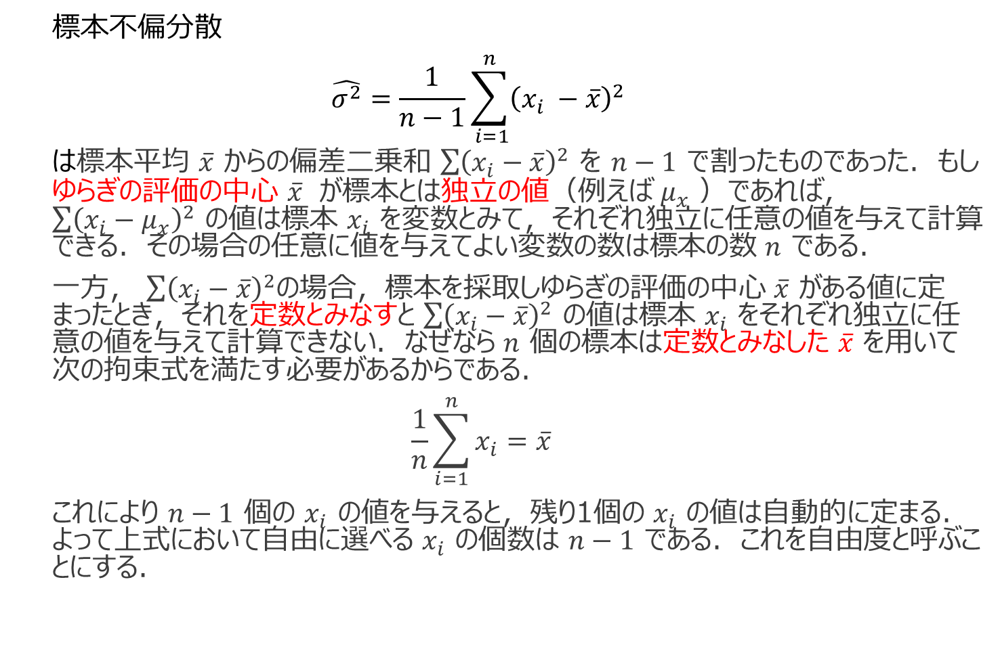 標本不偏分散
\widehat{σ^2} = \frac{1}{n-1} \sum_{i=1}^{n} (x_i - \bar{x})^2
は標本平均 x̄ からの偏差二乗和 ∑(x_i − x̄)² を n − 1 で割ったものであった．もし
ゆらぎの評価の中心 x̄ が標本とは独立の値（例えば μ_x ）であれば，
∑(x_i − μ_x)² の値は標本 x_i を変数とみて，それぞれ独立に任意の値を与えて計算
できる．その場合の任意に値を与えてよい変数の数は標本の数 n である．
一方， ∑(x_i − x̄)²の場合，標本を採取しゆらぎの評価の中心 x̄ がある値に定
まったとき，それを定数とみなすと ∑(x_i − x̄)² の値は標本 x_i をそれぞれ独立に任
意の値を与えて計算できない．なぜなら n 個の標本は定数とみなした x̄ を用いて
次の拘束式を満たす必要があるからである．
\frac{1}{n} \sum_{i=1}^{n} x_i = \bar{x}
これにより n − 1 個の x_i の値を与えると，残り1個の x_i の値は自動的に定まる．
よって上式において自由に選べる x_i の個数は n − 1 である．これを自由度と呼ぶこ
とにする．